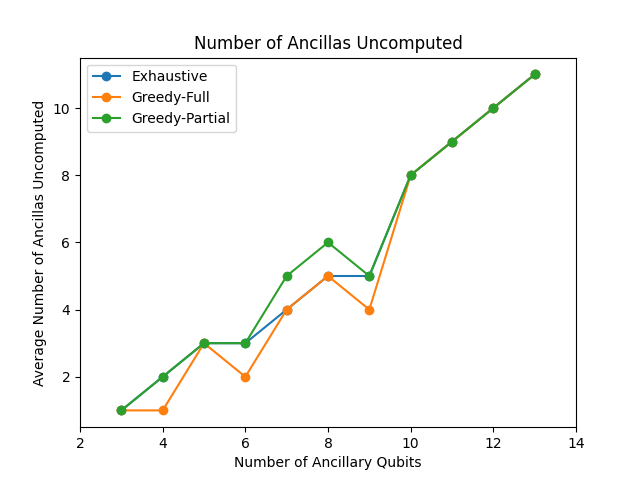 Number of Ancillas Uncomputed
Exhaustive
Greedy-Full
Greedy-Partial
Average Number of Ancillas Uncomputed
10
8
6
4
2
2
4
6
8
10
12
14
Number of Ancillary Qubits